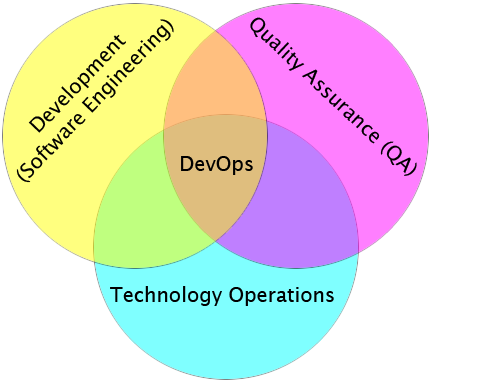 Development
(Software Engineering)
Quality Assurance (QA)
DevOps
Technology Operations